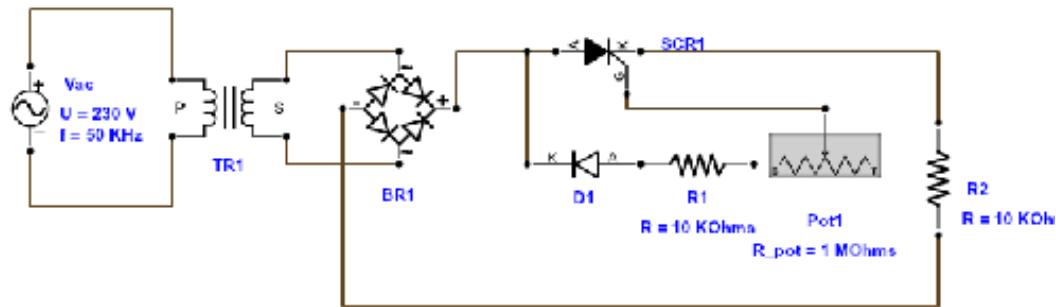 Vac
U = 230 V
f = 50 KHz
P
S
TR1
-
+
BR1
A
K
G
SCR1
K
A
D1
R1
R = 10 KOhms
Pot1
R_pot = 1 MOhms
R2
R = 10 KOh